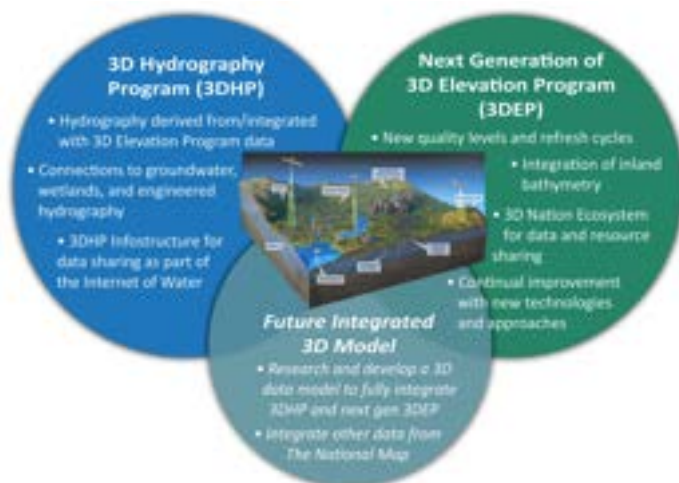 3D Hydrography
Program (3DHP)
• Hydrography derived from/integrated
with 3D Elevation Program data
• Connections to groundwater,
wetlands, and engineered
hydrography
• 3DHP Infostructure for
data sharing as part of
the Internet of Water
Next Generation of
3D Elevation Program
(3DEP)
• New quality levels and refresh cycles
• Integration of inland
bathymetry
• 3D Nation Ecosystem
for data and resource
sharing
• Continual improvement
with new technologies
and approaches
Future Integrated
3D Model
• Research and develop a 3D
data model to fully integrate
3DHP and next gen 3DEP
• Integrate other data from
The National Map